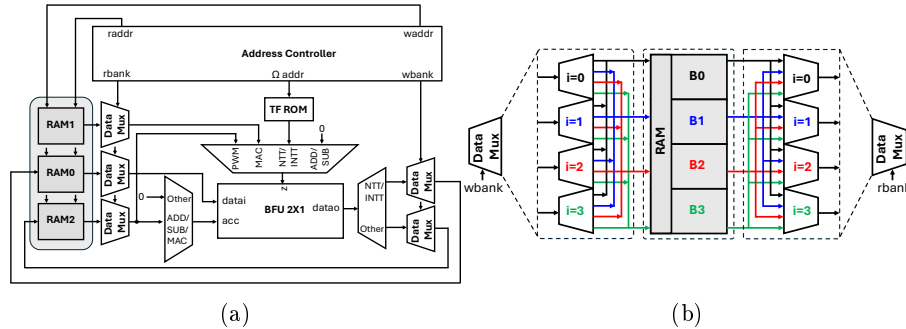 raddr
waddr
Address Controller
rbank
Ω addr
wbank
TF ROM
0
RAM1
RAM0
RAM2
Data
Mux
Data
Mux
Data
Mux
PWM
MAC
NTT/
INTT
ADD/
SUB
z
0
Other
ADD/
SUB/
MAC
datai
acc
BFU 2X1
datao
NTT/
INTT
Other
Data
Mux
Data
Mux
(a)
Data
Mux
wbank
i=0
i=1
i=2
i=3
RAM
B0
B1
B2
B3
i=0
i=1
i=2
i=3
Data
Mux
rbank
(b)